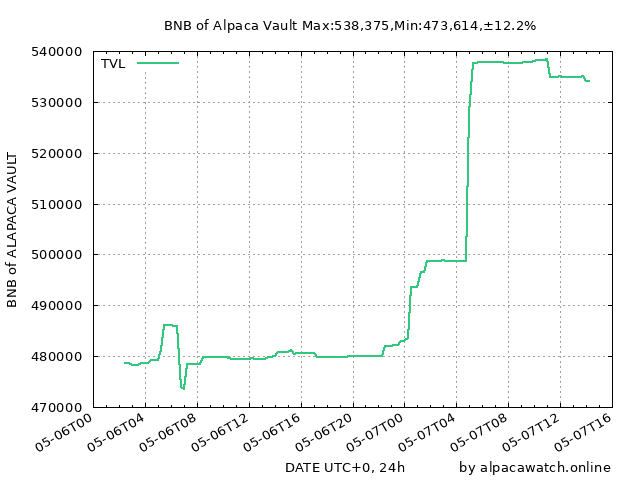 BNB of Alpaca Vault Max:538,375,Min:473,614,±12.2%
TVL
BNB of ALAPACA VAULT
540000
530000
520000
510000
500000
490000
480000
470000
05-06T00
05-06T04
05-06T08
05-06T12
05-06T16
05-06T20
05-07T00
05-07T04
05-07T08
05-07T12
05-07T16
DATE UTC+0, 24h
by alpacawatch.online